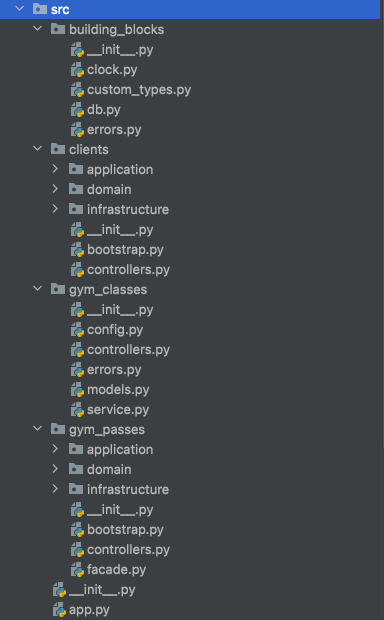 src
building_blocks
__init__.py
clock.py
custom_types.py
db.py
errors.py
clients
application
domain
infrastructure
__init__.py
bootstrap.py
controllers.py
gym_classes
__init__.py
config.py
controllers.py
errors.py
models.py
service.py
gym_passes
application
domain
infrastructure
__init__.py
bootstrap.py
controllers.py
facade.py
__init__.py
app.py